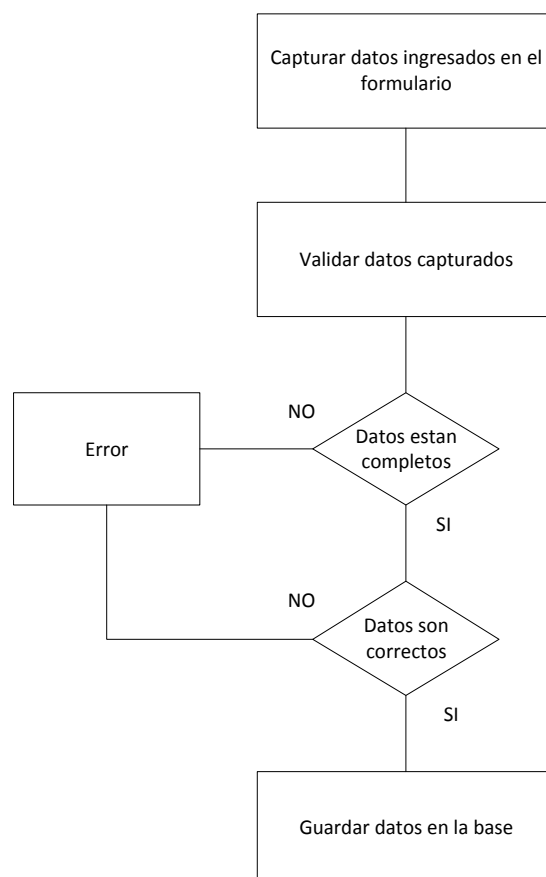 Capturar datos ingresados en el
formulario
Validar datos capturados
NO
Error
Datos estan
completos
SI
NO
Datos son
correctos
SI
Guardar datos en la base